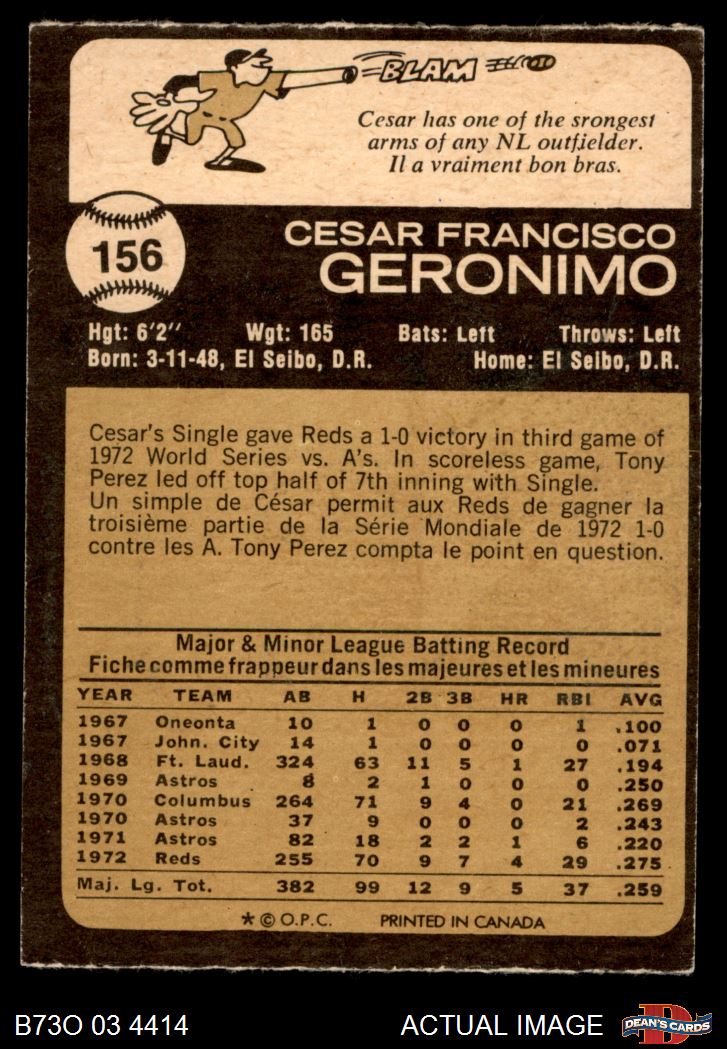 BLAM
Cesar has one of the srongest
arms of any NL outfielder.
Il a vraiment bon bras.
156
CESAR FRANCISCO
GERONIMO
Hgt: 6'2" Wgt: 165 Bats: Left Throws: Left
Born: 3-11-48, El Seibo, D.R. Home: El Seibo, D.R.
Cesar's Single gave Reds a 1-0 victory in third game of
1972 World Series vs. A's. In scoreless game, Tony
Perez led off top half of 7th inning with Single.
Un simple de César permit aux Reds de gagner la
troisième partie de la Série Mondiale de 1972 1-0
contre les A. Tony Perez compta le point en question.
Major & Minor League Batting Record
Fiche comme frappeur dans les majeures et les mineures
YEAR TEAM AB H 2B 3B HR RBI AVG
1967 Oneonta 10 1 0 0 0 1 .100
1967 John. City 14 1 0 0 0 0 .071
1968 Ft. Laud. 324 63 11 5 1 27 .194
1969 Astros 8 2 1 0 0 0 .250
1970 Columbus 264 71 9 4 0 21 .269
1970 Astros 37 9 0 0 0 2 .243
1971 Astros 82 18 2 2 1 6 .220
1972 Reds 255 70 9 7 4 29 .275
Maj. Lg. Tot. 382 99 12 9 5 37 .259
* © O.P.C. PRINTED IN CANADA
B73O 03 4414 ACTUAL IMAGE D DEAN'S CARDS